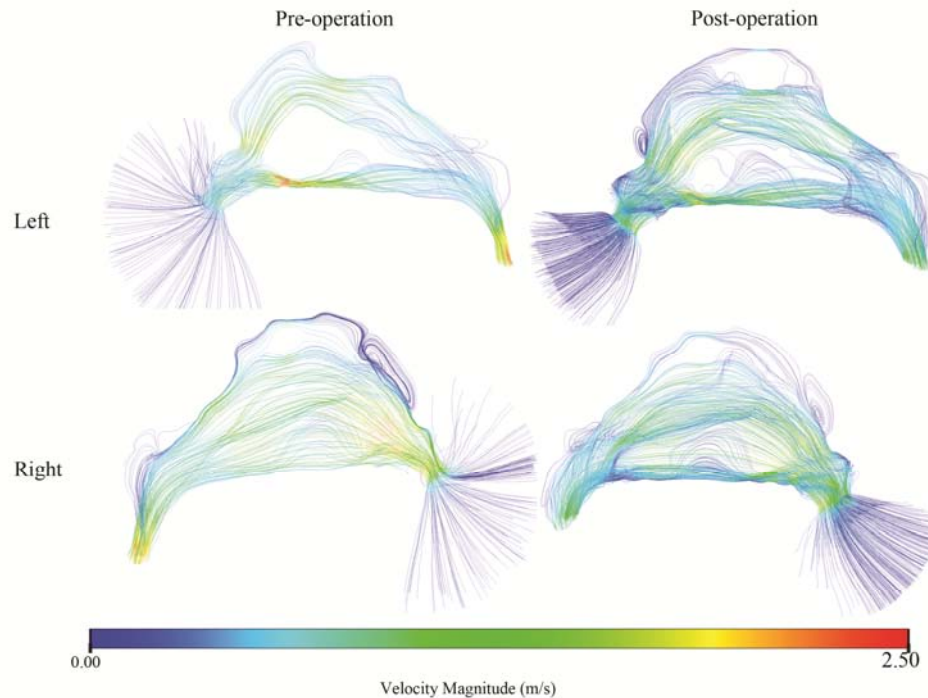 Pre-operation
Post-operation
Left
Right
0.00
2.50
Velocity Magnitude (m/s)